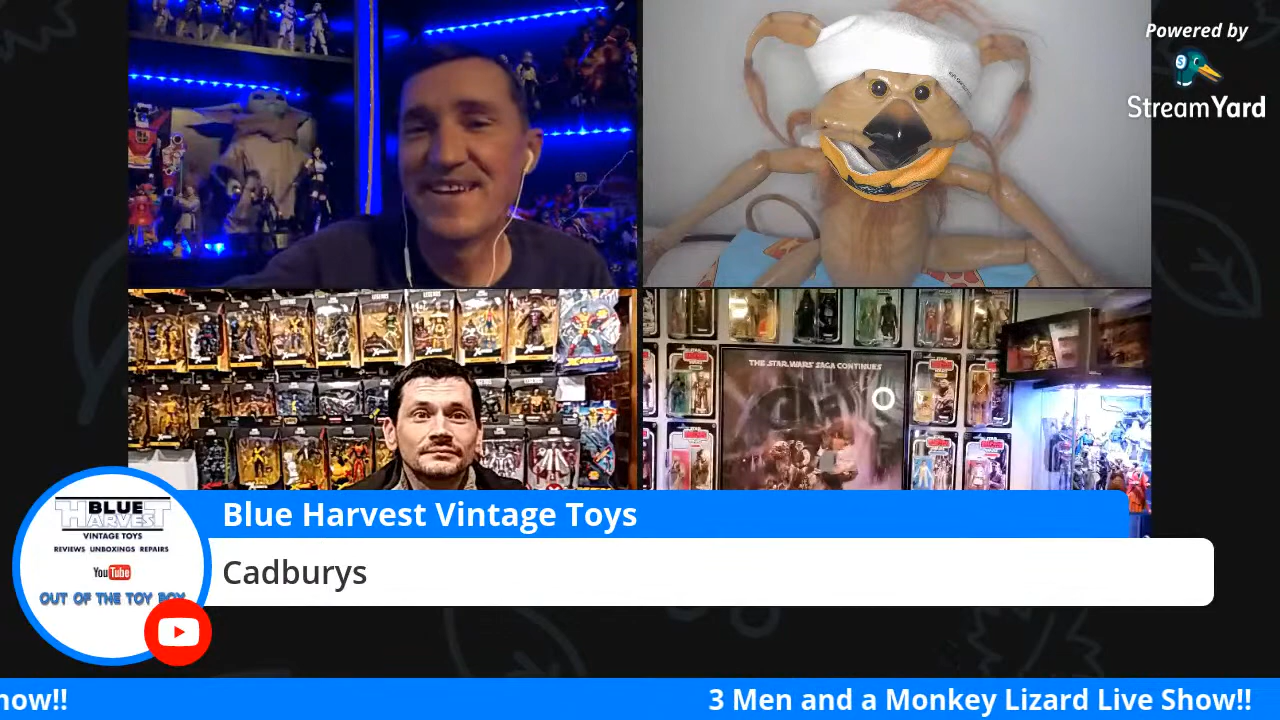 Powered by
StreamYard
THE STAR WARS SAGA CONTINUES
BLUE
HARVEST
VINTAGE TOYS
REVIEWS UNBOXINGS REPAIRS
YouTube
OUT OF THE TOY BOX
Blue Harvest Vintage Toys
Cadburys
how!!
3 Men and a Monkey Lizard Live Show!!